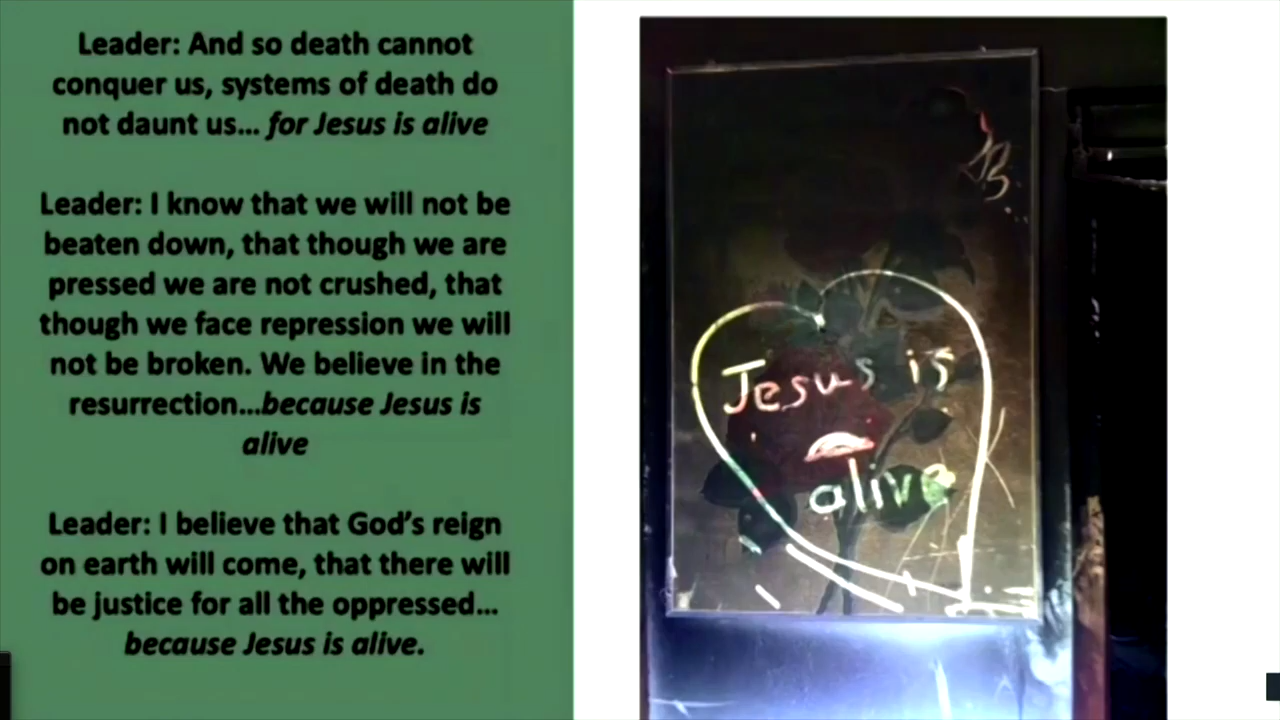 Leader: And so death cannot
conquer us, systems of death do
not daunt us... for Jesus is alive
Leader: I know that we will not be
beaten down, that though we are
pressed we are not crushed, that
though we face repression we will
not be broken. We believe in the
resurrection...because Jesus is
alive
Leader: I believe that God’s reign
on earth will come, that there will
be justice for all the oppressed...
because Jesus is alive.
Jesus is
alive